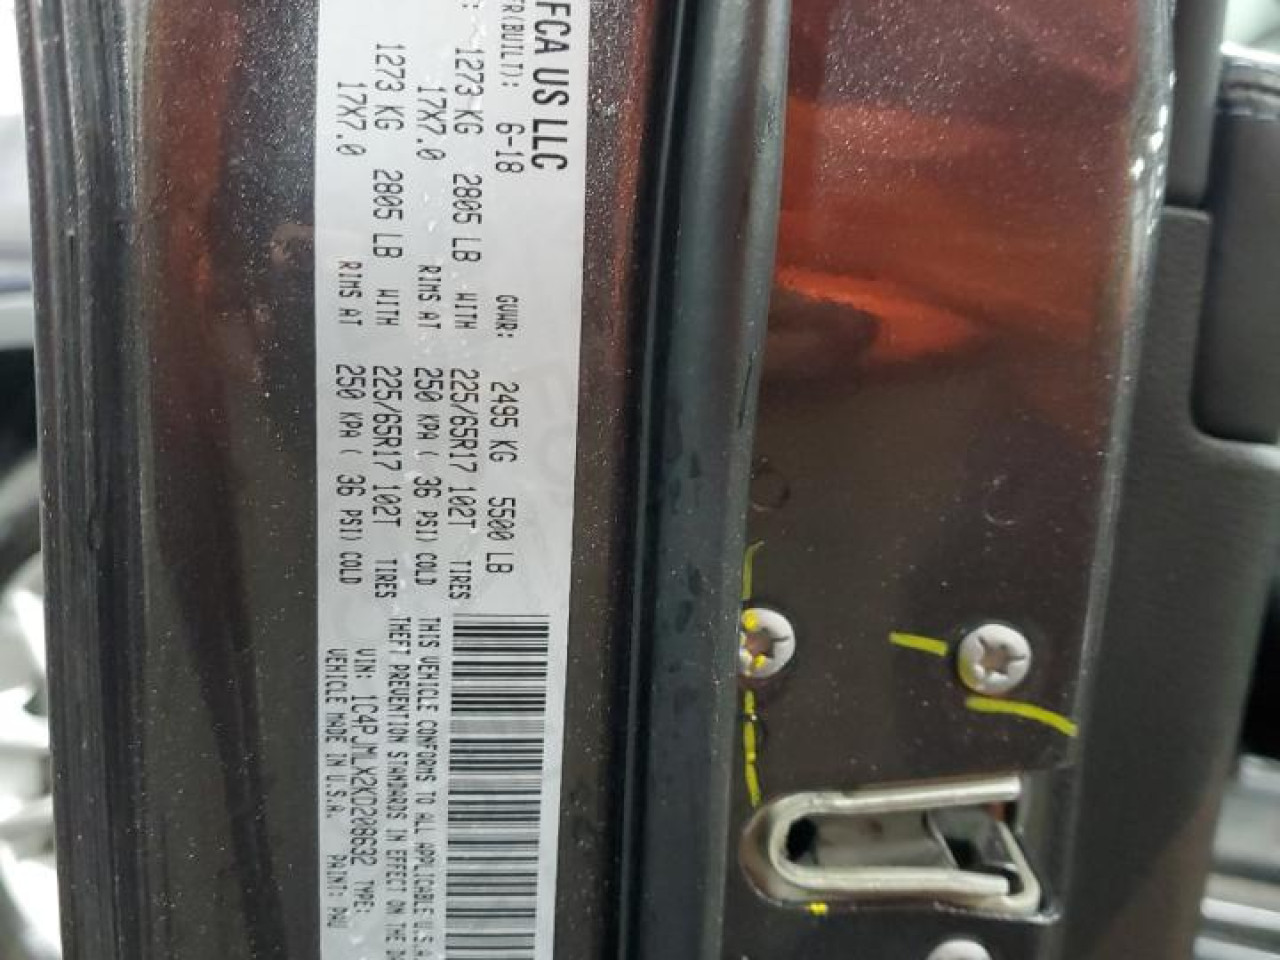 FCA US LLC
FR(BUILT): 6-18 GVWR: 2495 KG 5500 LB
: 1273 KG 2805 LB WITH 225/65R17 102T TIRES
17X7.0 RIMS AT 250 KPA ( 36 PSI) COLD
1273 KG 2805 LB WITH 225/65R17 102T TIRES
17X7.0 RIMS AT 250 KPA ( 36 PSI) COLD
THIS VEHICLE CONFORMS TO ALL APPLICABLE U.S.A.
THEFT PREVENTION STANDARDS IN EFFECT ON THE DA
VIN: 1C4PJMLX2KD208632 TYPE:
VEHICLE MADE IN U.S.A. PAINT: PAU